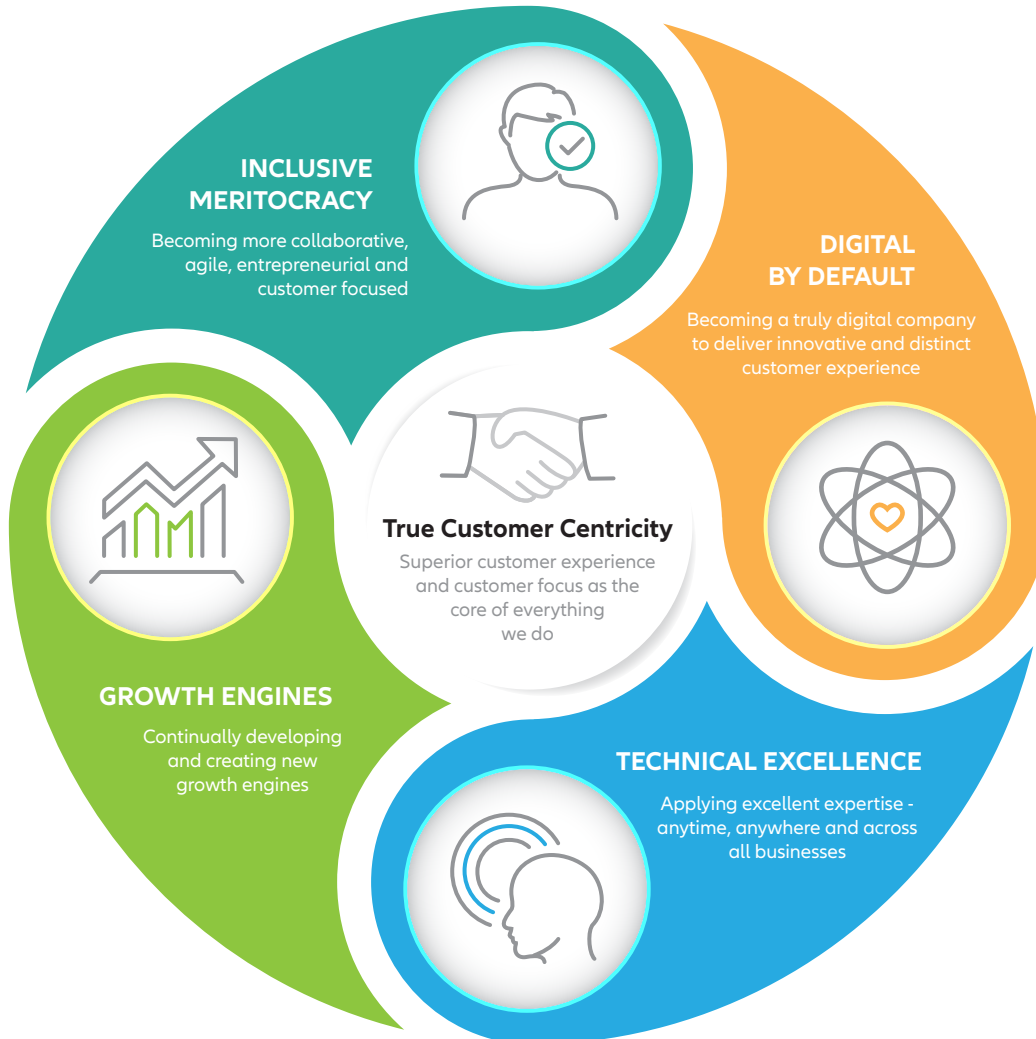 INCLUSIVE
MERITOCRACY
Becoming more collaborative,
agile, entrepreneurial and
customer focused
DIGITAL
BY DEFAULT
Becoming a truly digital company
to deliver innovative and distinct
customer experience
True Customer Centricity
Superior customer experience
and customer focus as the
core of everything
we do
GROWTH ENGINES
Continually developing
and creating new
growth engines
TECHNICAL EXCELLENCE
Applying excellent expertise -
anytime, anywhere and across
all businesses